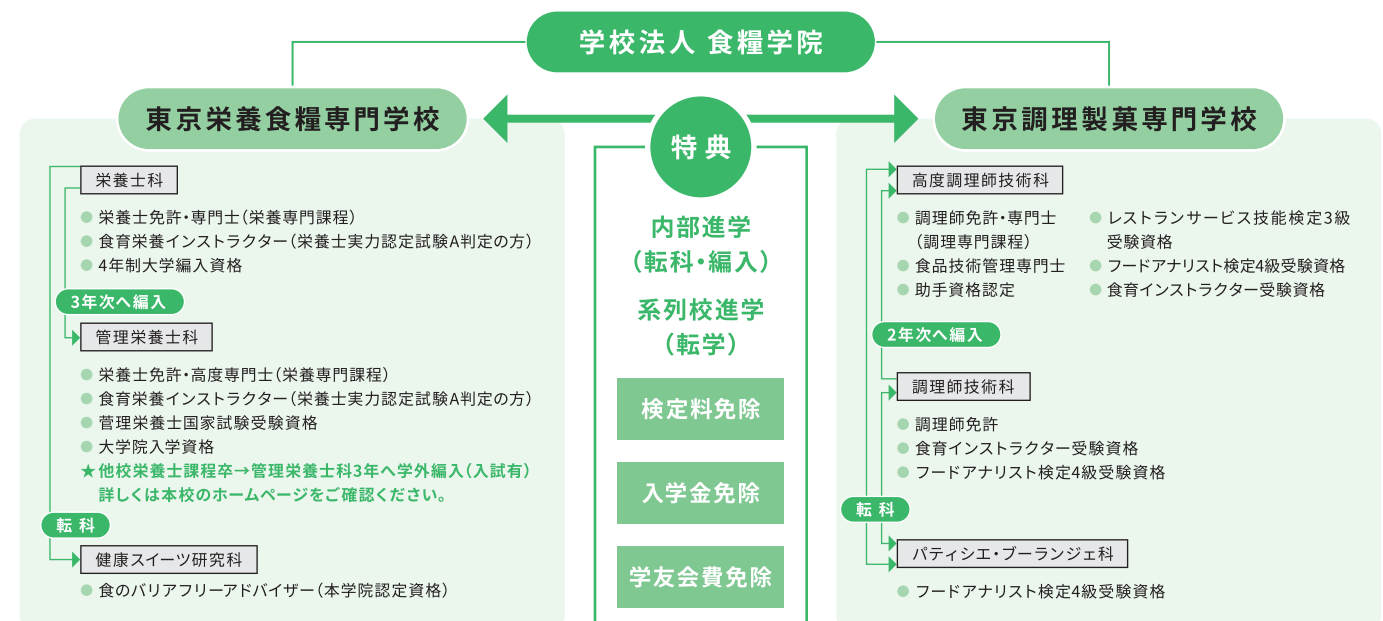 学校法人 食糧学院
東京栄養食糧専門学校
栄養士科
栄養士免許・専門士（栄養専門課程）
食育栄養インストラクター（栄養士実力認定試験A判定の方）
4年制大学編入資格
3年次へ編入
管理栄養士科
栄養士免許・高度専門士（栄養専門課程）
食育栄養インストラクター（栄養士実力認定試験A判定の方）
菅理栄養士国家試験受験資格
大学院入学資格
★他校栄養士課程卒→管理栄養士科3年へ学外編入（入試有）
詳しくは本校のホームページをご確認ください。
転 科
健康スイーツ研究科
食のバリアフリーアドバイザー（本学院認定資格）
特 典
内部進学
（転科・編入）
系列校進学
（転学）
検定料免除
入学金免除
学友会費免除
東京調理製菓専門学校
高度調理師技術科
調理師免許・専門士
（調理専門課程）
食品技術管理専門士
助手資格認定
レストランサービス技能検定3級
受験資格
フードアナリスト検定4級受験資格
食育インストラクター受験資格
2年次へ編入
調理師技術科
調理師免許
食育インストラクター受験資格
フードアナリスト検定4級受験資格
転 科
パティシエ・ブーランジェ科
フードアナリスト検定4級受験資格